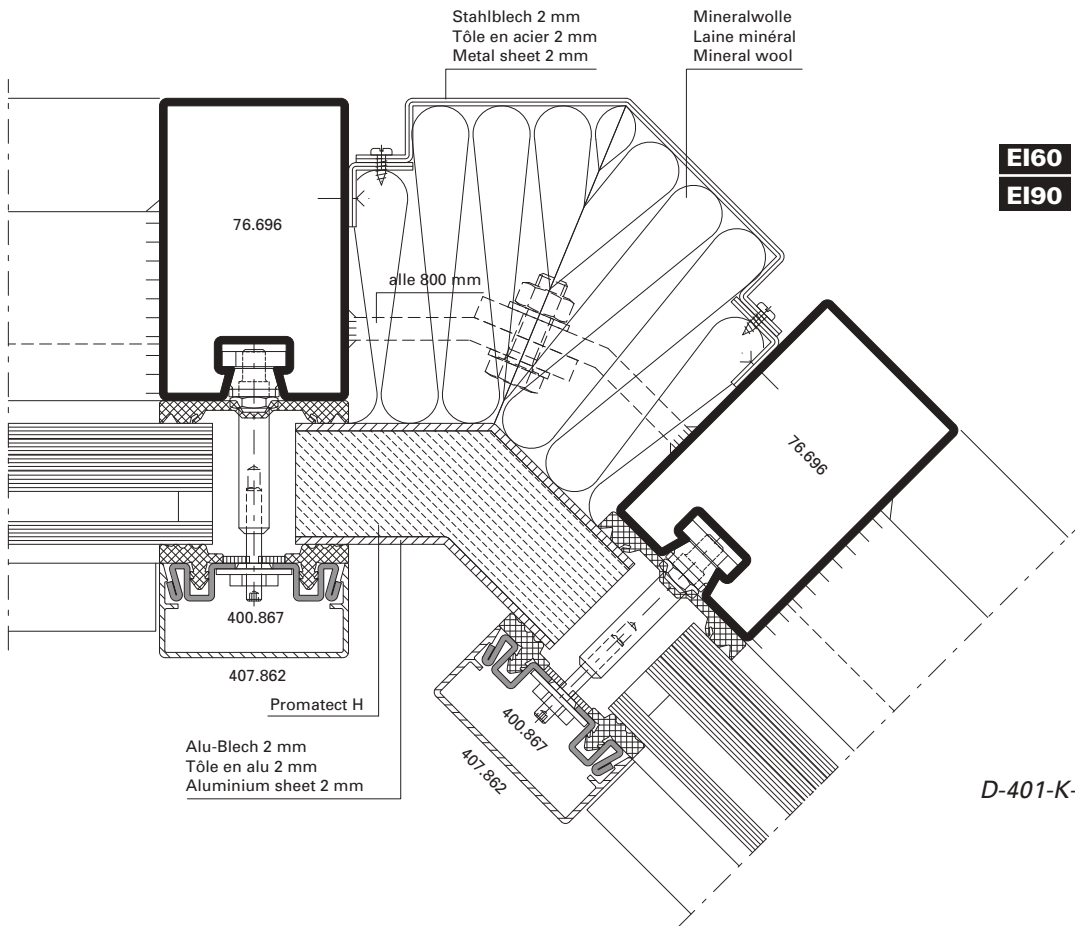 Stahlblech 2 mm
Tôle en acier 2 mm
Metal sheet 2 mm
Mineralwolle
Laine minéral
Mineral wool
EI60
EI90
76.696
alle 800 mm
76.696
400.867
407.862
Promatect H
400.867
407.862
Alu-Blech 2 mm
Tôle en alu 2 mm
Aluminium sheet 2 mm
D-401-K-